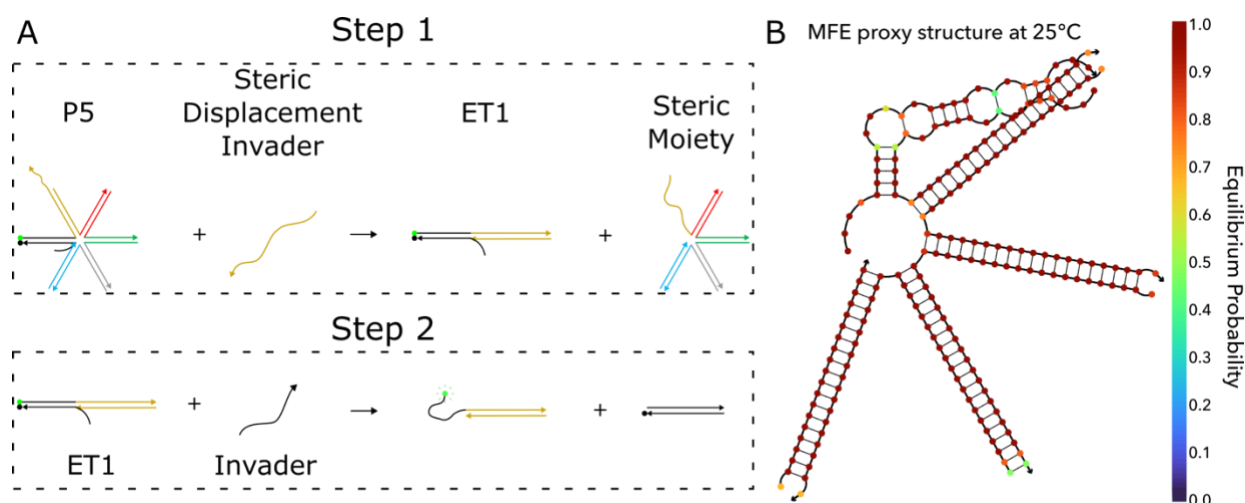 A
Step 1
P5
Steric
Displacement
Invader
ET1
Steric
Moiety
+
+
Step 2
+
+
ET1
Invader
B
MFE proxy structure at 25°C
1.0
0.9
0.8
0.7
0.6
0.5
0.4
0.3
0.2
0.1
0.0
Equilibrium Probability